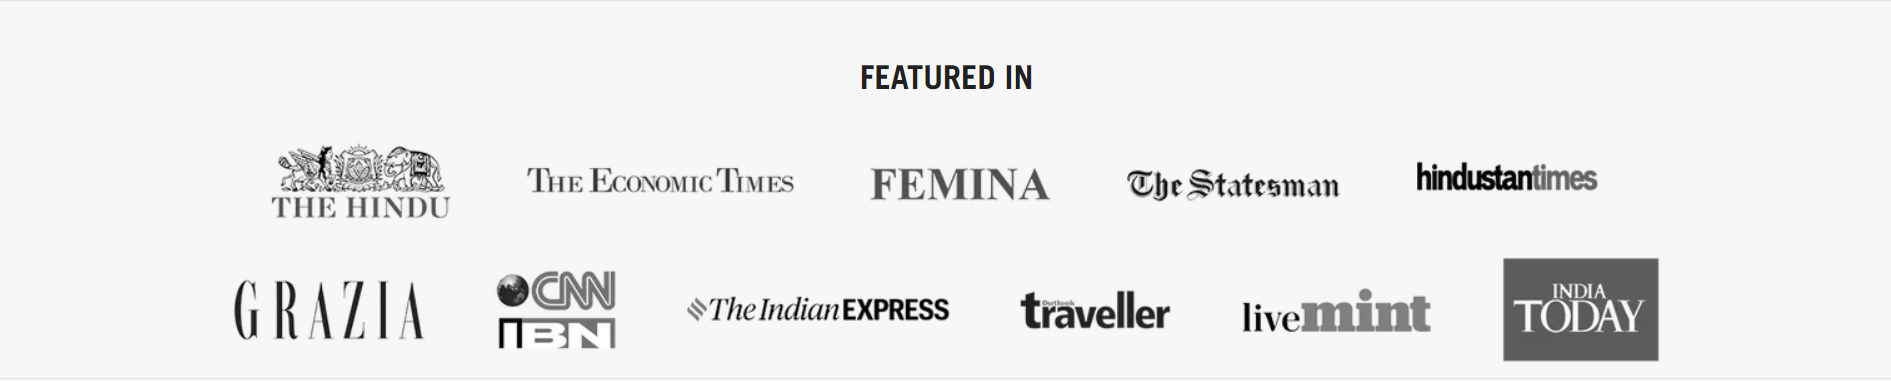 FEATURED IN
THE HINDU
THE ECONOMIC TIMES
FEMINA
The Statesman
hindustantimes
GRAZIA
CNN
IBN
The Indian EXPRESS
Outlook
traveller
livemint
INDIA
TODAY